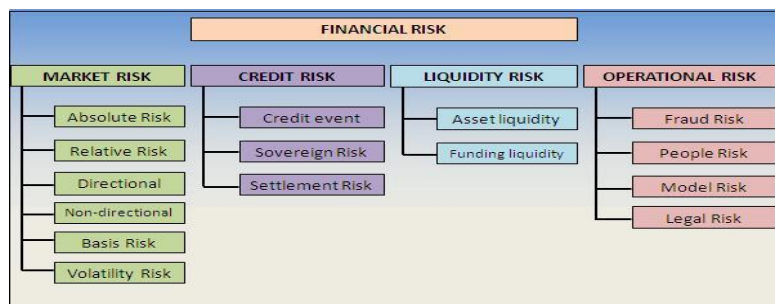 FINANCIAL RISK
MARKET RISK
Absolute Risk
Relative Risk
Directional
Non-directional
Basis Risk
Volatility Risk
CREDIT RISK
Credit event
Sovereign Risk
Settlement Risk
LIQUIDITY RISK
Asset liquidity
Funding liquidity
OPERATIONAL RISK
Fraud Risk
People Risk
Model Risk
Legal Risk